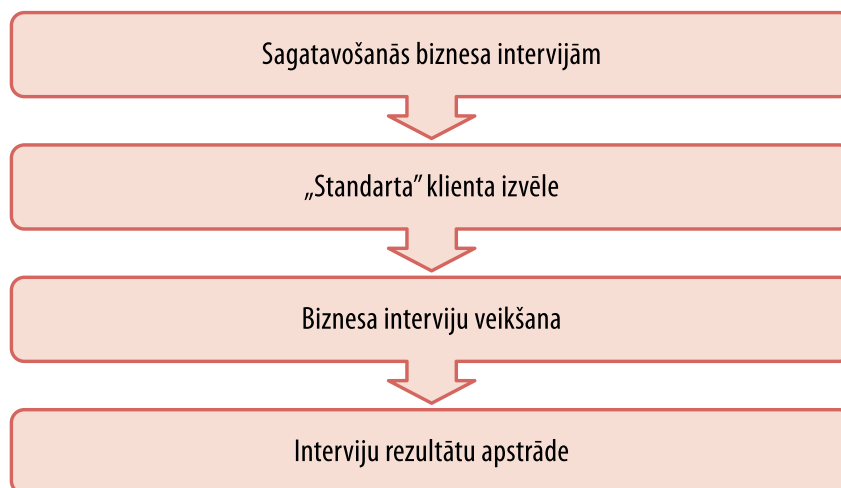 Sagatavošanās biznesa intervijām
„Standarta” klienta izvēle
Biznesa interviju veikšana
Interviju rezultātu apstrāde